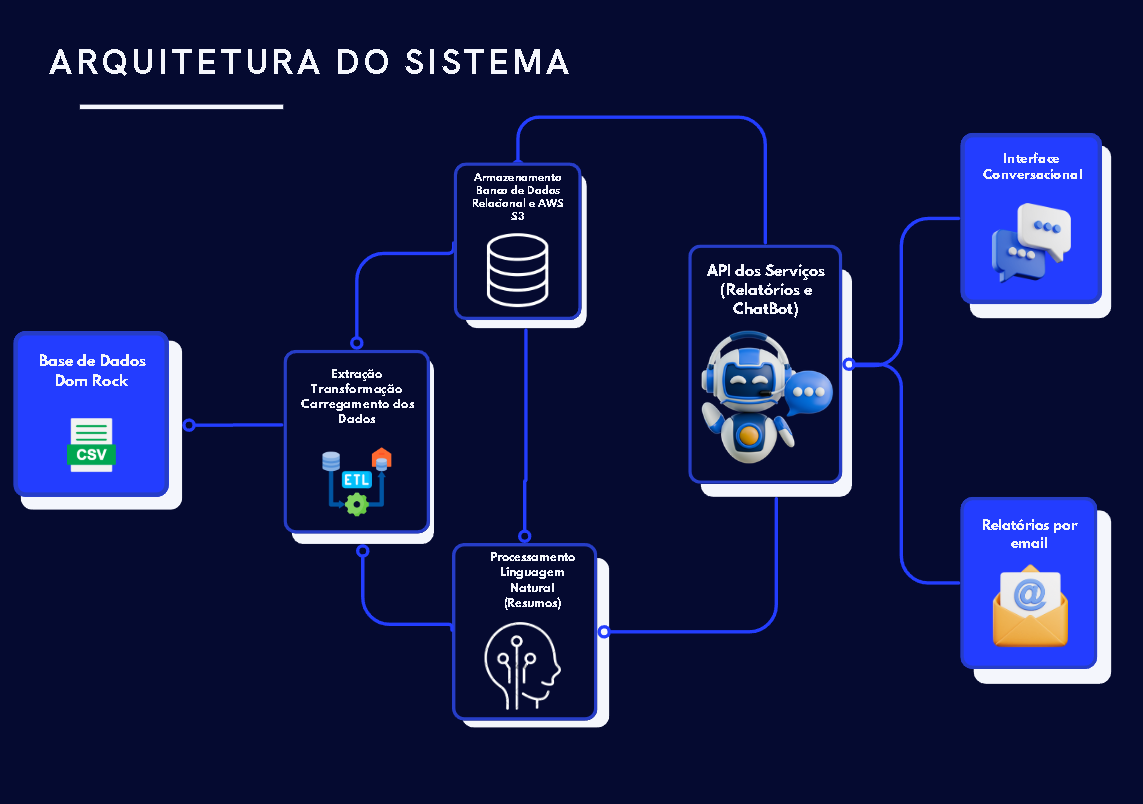 ARQUITETURA DO SISTEMA
Armazenamento
Banco de Dados
Relacional e AWS
S3
Interface
Conversacional
API dos Serviços
(Relatórios e
ChatBot)
Base de Dados
Dom Rock
CSV
Extração
Transformação
Carregamento dos
Dados
ETL
Processamento
Linguagem
Natural
(Resumos)
Relatórios por
email
@